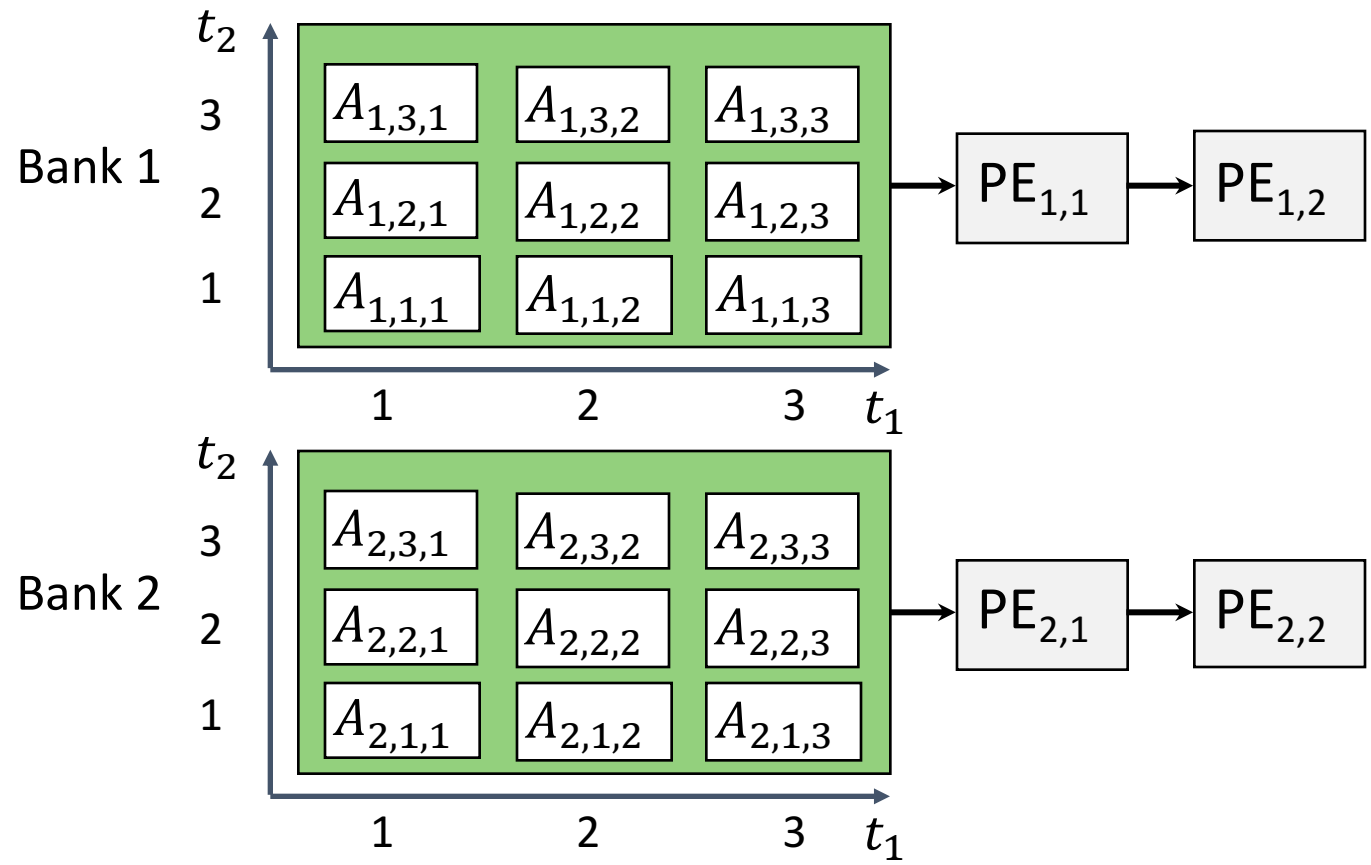 t₂
3 A₁,₃,₁ A₁,₃,₂ A₁,₃,₃
Bank 1 PE₁,₁ PE₁,₂
2 A₁,₂,₁ A₁,₂,₂ A₁,₂,₃
1 A₁,₁,₁ A₁,₁,₂ A₁,₁,₃
1 2 3 t₁
t₂
3 A₂,₃,₁ A₂,₃,₂ A₂,₃,₃
Bank 2 PE₂,₁ PE₂,₂
2 A₂,₂,₁ A₂,₂,₂ A₂,₂,₃
1 A₂,₁,₁ A₂,₁,₂ A₂,₁,₃
1 2 3 t₁